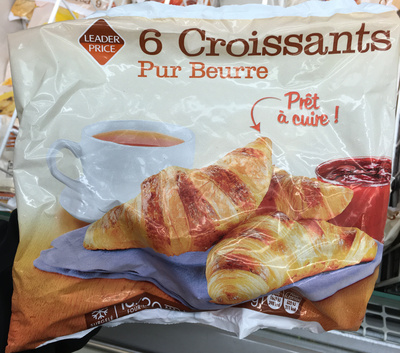 LEADER
PRICE
6 Croissants
Pur Beurre
Prêt
à cuire !